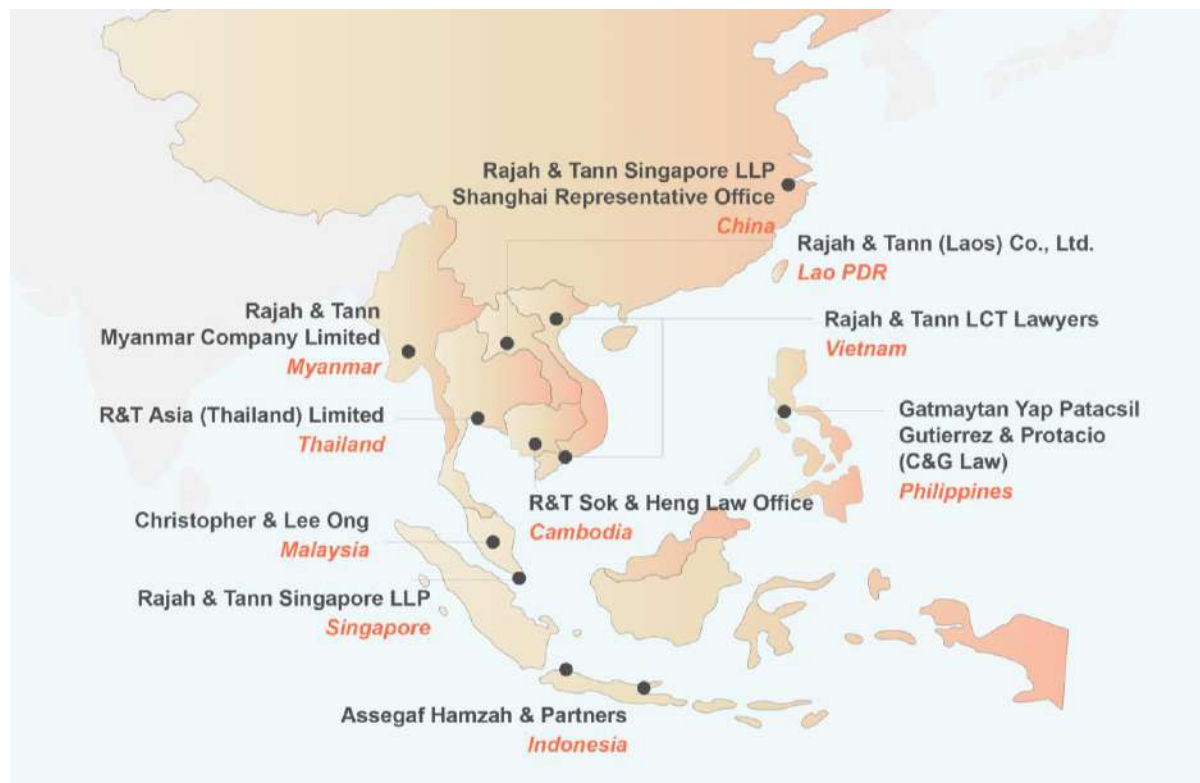 Rajah & Tann Singapore LLP
Shanghai Representative Office
China
Rajah & Tann (Laos) Co., Ltd.
Lao PDR
Rajah & Tann
Myanmar Company Limited
Myanmar
Rajah & Tann LCT Lawyers
Vietnam
R&T Asia (Thailand) Limited
Thailand
Gatmaytan Yap Patacsil
Gutierrez & Protacio
(C&G Law)
Philippines
R&T Sok & Heng Law Office
Cambodia
Christopher & Lee Ong
Malaysia
Rajah & Tann Singapore LLP
Singapore
Assegaf Hamzah & Partners
Indonesia